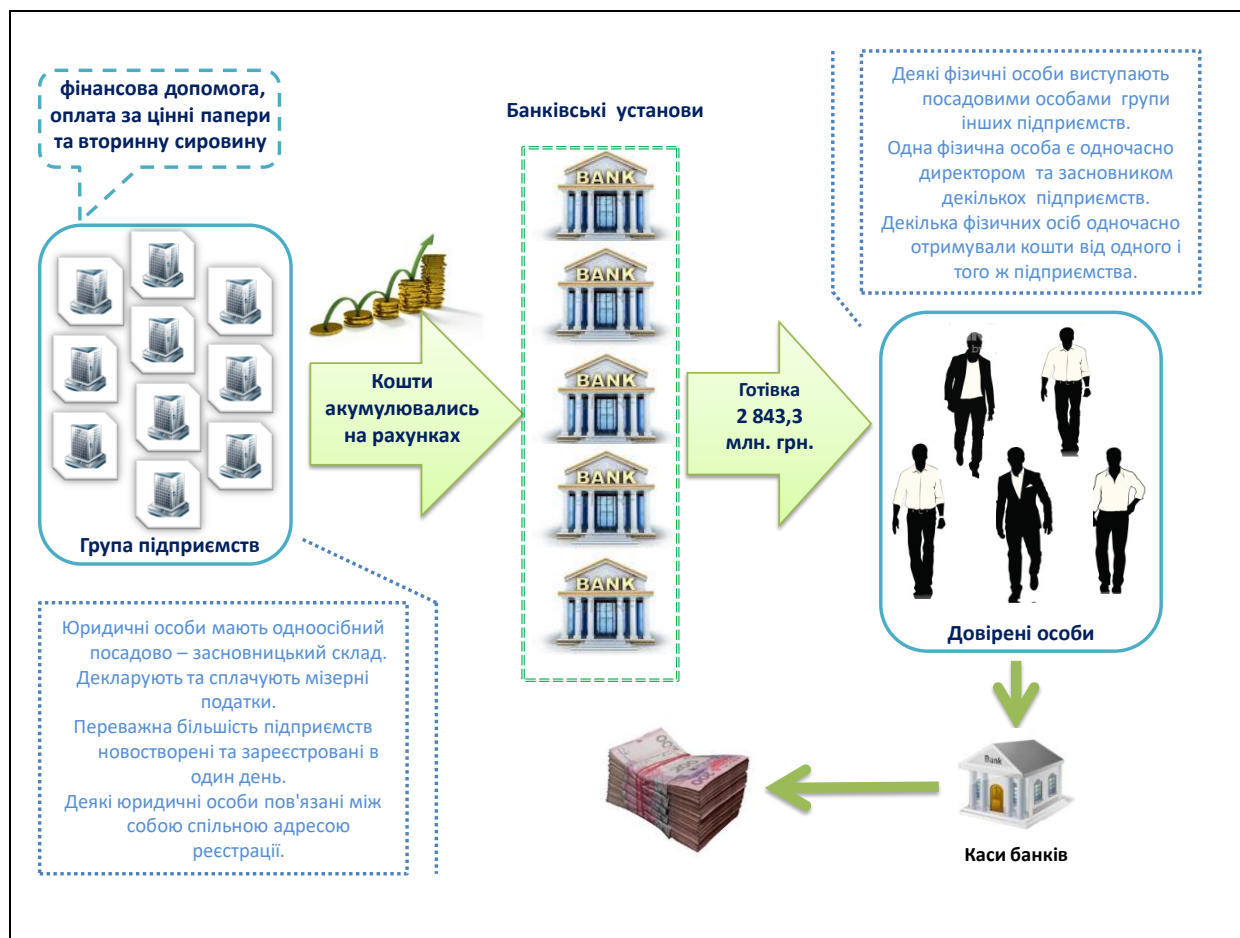 фінансова допомога,
оплата за цінні папери
та вторинну сировину
Банківські установи
Деякі фізичні особи виступають
посадовими особами групи
інших підприємств.
Одна фізична особа є одночасно
директором та засновником
декількох підприємств.
Декілька фізичних осіб одночасно
отримували кошти від одного і
того ж підприємства.
BANK
BANK
BANK
BANK
BANK
Кошти
акумулювались
на рахунках
Готівка
2 843,3
млн. грн.
Група підприємств
Довірені особи
Юридичні особи мають одноосібний
посадово – засновницький склад.
Декларують та сплачують мізерні
податки.
Переважна більшість підприємств
новостворені та зареєстровані в
один день.
Деякі юридичні особи пов'язані між
собою спільною адресою
реєстрації.
Bank
200
Каси банків